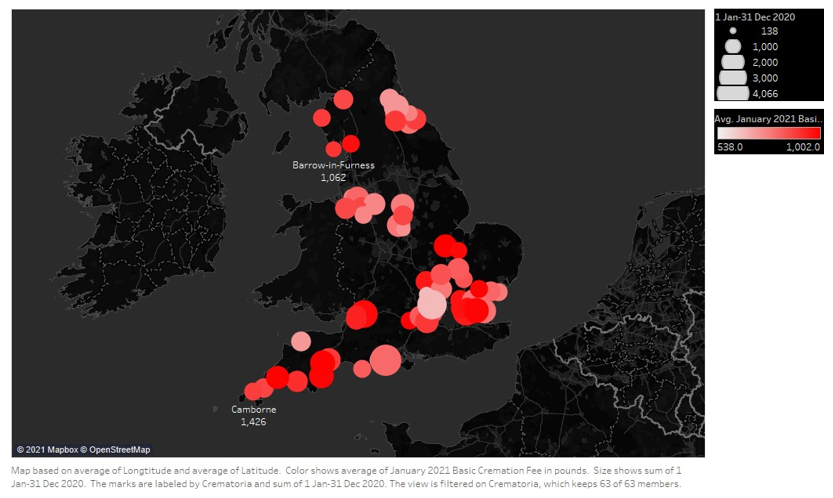 1 Jan-31 Dec 2020
138
1,000
2,000
3,000
4,066
Avg. January 2021 Basi..
538.0 1,002.0
Barrow-in-Furness
1,062
Camborne
1,426
© 2021 Mapbox © OpenStreetMap
Map based on average of Longtitude and average of Latitude. Color shows average of January 2021 Basic Cremation Fee in pounds. Size shows sum of 1
Jan-31 Dec 2020. The marks are labeled by Crematoria and sum of 1 Jan-31 Dec 2020. The view is filtered on Crematoria, which keeps 63 of 63 members.